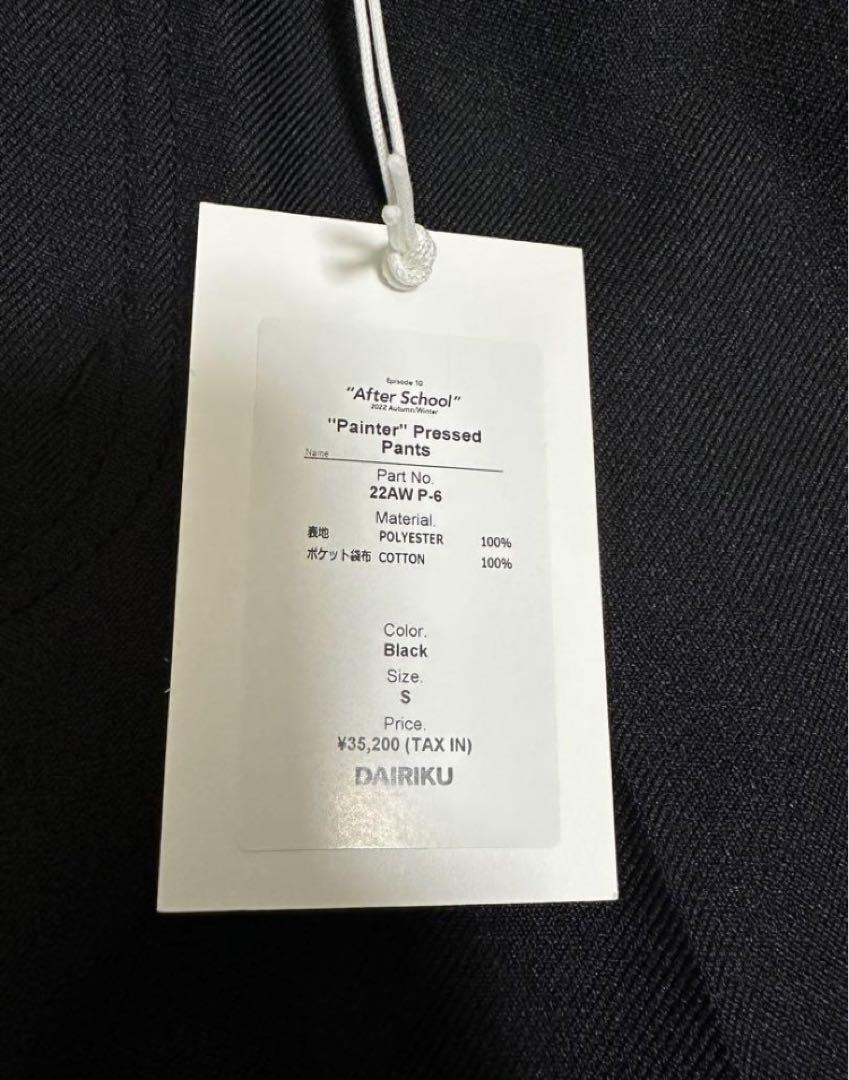 Episode 10
"After School"
2022 Autumn/Winter
"Painter" Pressed
Pants
Name
Part No.
22AW P-6
Material.
表地 POLYESTER 100%
ポケット袋布 COTTON 100%
Color.
Black
Size.
S
Price.
¥35,200 (TAX IN)
DAIRIKU